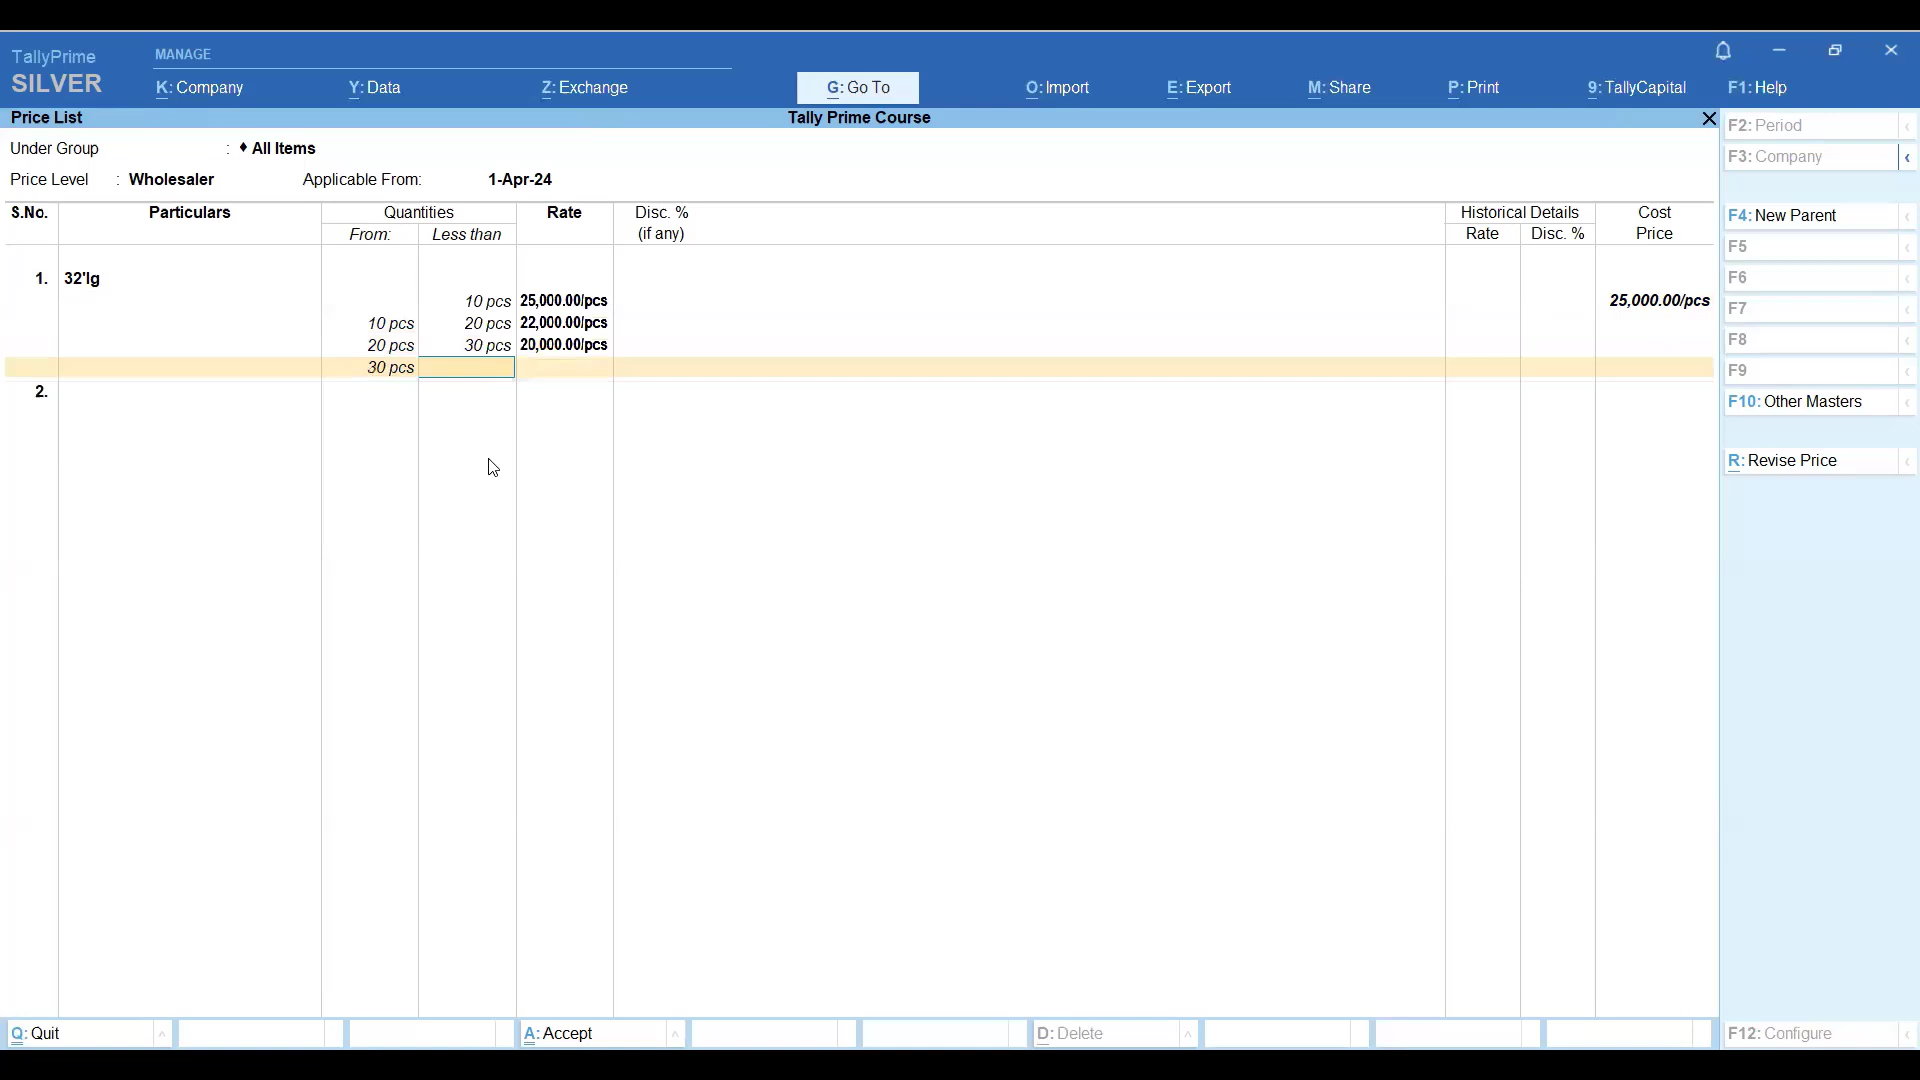 TallyPrime
SILVER
MANAGE
K: Company Y: Data Z: Exchange G: Go To O: Import E: Export M: Share P: Print 9: TallyCapital F1: Help
Price List Tally Prime Course
Under Group : ♦ All Items
Price Level : Wholesaler Applicable From: 1-Apr-24
S.No. Particulars Quantities Rate Disc. % Historical Details Cost
From: Less than (if any) Rate Disc. % Price
1. 32'lg
10 pcs 25,000.00/pcs 25,000.00/pcs
10 pcs 20 pcs 22,000.00/pcs
20 pcs 30 pcs 20,000.00/pcs
30 pcs
2.
F2: Period
F3: Company
F4: New Parent
F5
F6
F7
F8
F9
F10: Other Masters
R: Revise Price
Q: Quit A: Accept D: Delete F12: Configure